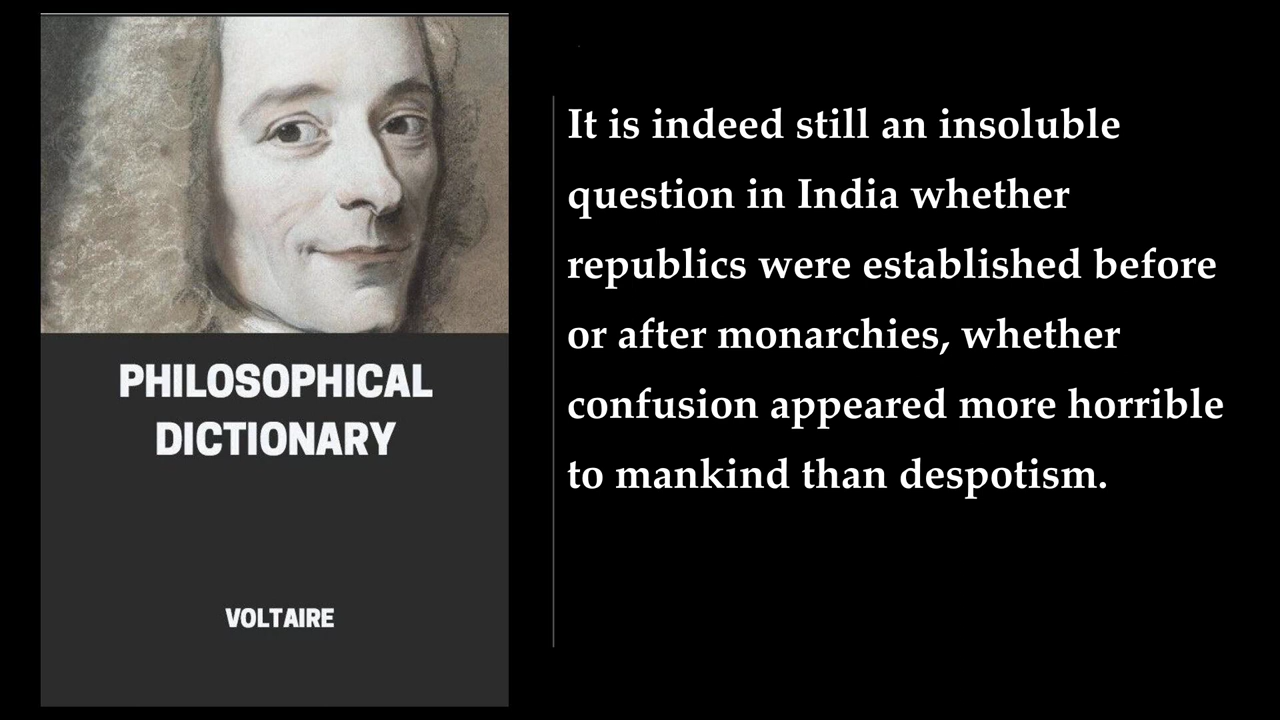 PHILOSOPHICAL
DICTIONARY
VOLTAIRE
It is indeed still an insoluble
question in India whether
republics were established before
or after monarchies, whether
confusion appeared more horrible
to mankind than despotism.